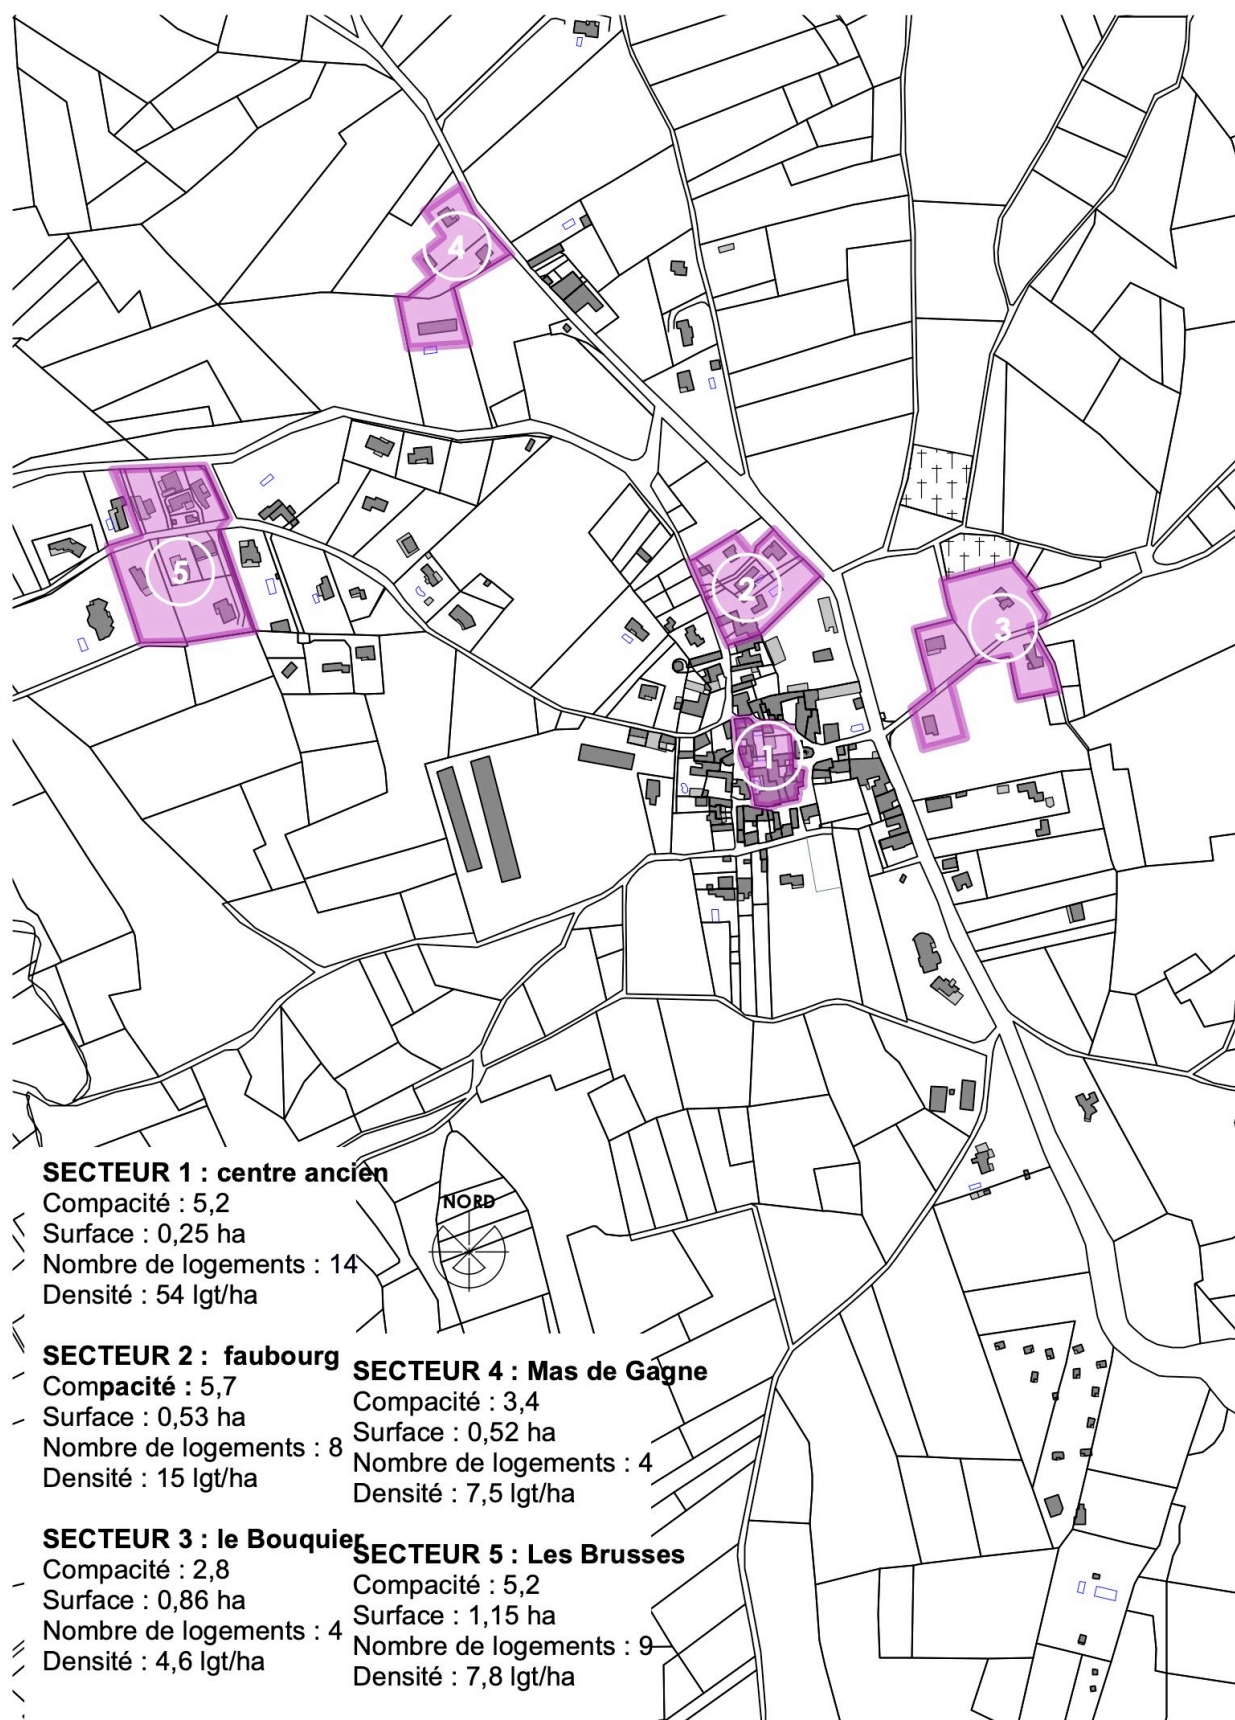 4
5
2
3
1
SECTEUR 1 : centre ancien
Compacité : 5,2
Surface : 0,25 ha
Nombre de logements : 14
Densité : 54 lgt/ha
NORD
SECTEUR 2 : faubourg
Compacité : 5,7
Surface : 0,53 ha
Nombre de logements : 8
Densité : 15 lgt/ha
SECTEUR 3 : le Bouquier
Compacité : 2,8
Surface : 0,86 ha
Nombre de logements : 4
Densité : 4,6 lgt/ha
SECTEUR 4 : Mas de Gagne
Compacité : 3,4
Surface : 0,52 ha
Nombre de logements : 4
Densité : 7,5 lgt/ha
SECTEUR 5 : Les Brusses
Compacité : 5,2
Surface : 1,15 ha
Nombre de logements : 9
Densité : 7,8 lgt/ha